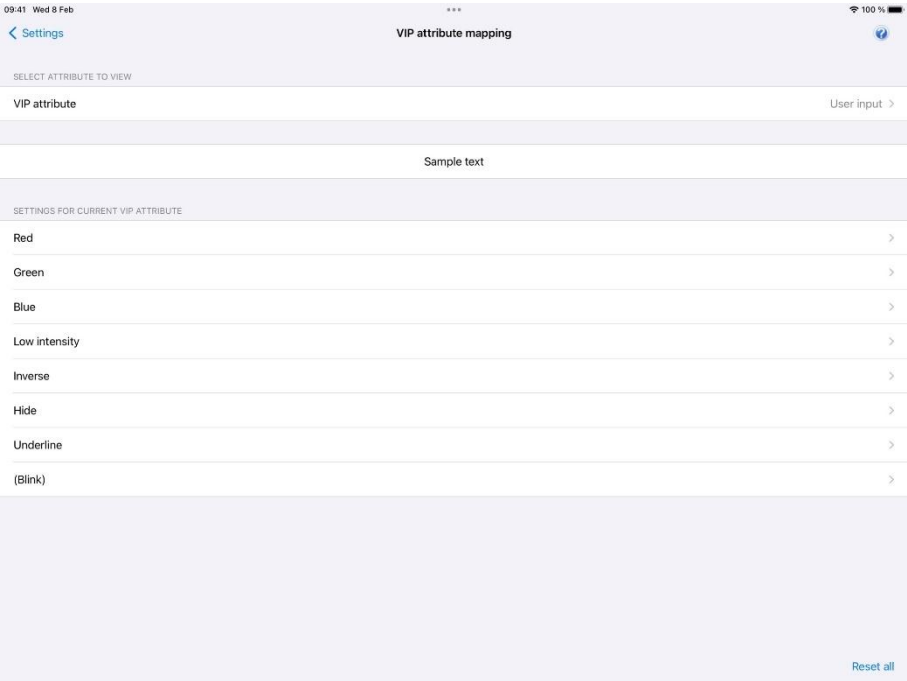 09:41 Wed 8 Feb
100 %
Settings
VIP attribute mapping
?
SELECT ATTRIBUTE TO VIEW
VIP attribute
User input
Sample text
SETTINGS FOR CURRENT VIP ATTRIBUTE
Red
Green
Blue
Low intensity
Inverse
Hide
Underline
(Blink)
Reset all